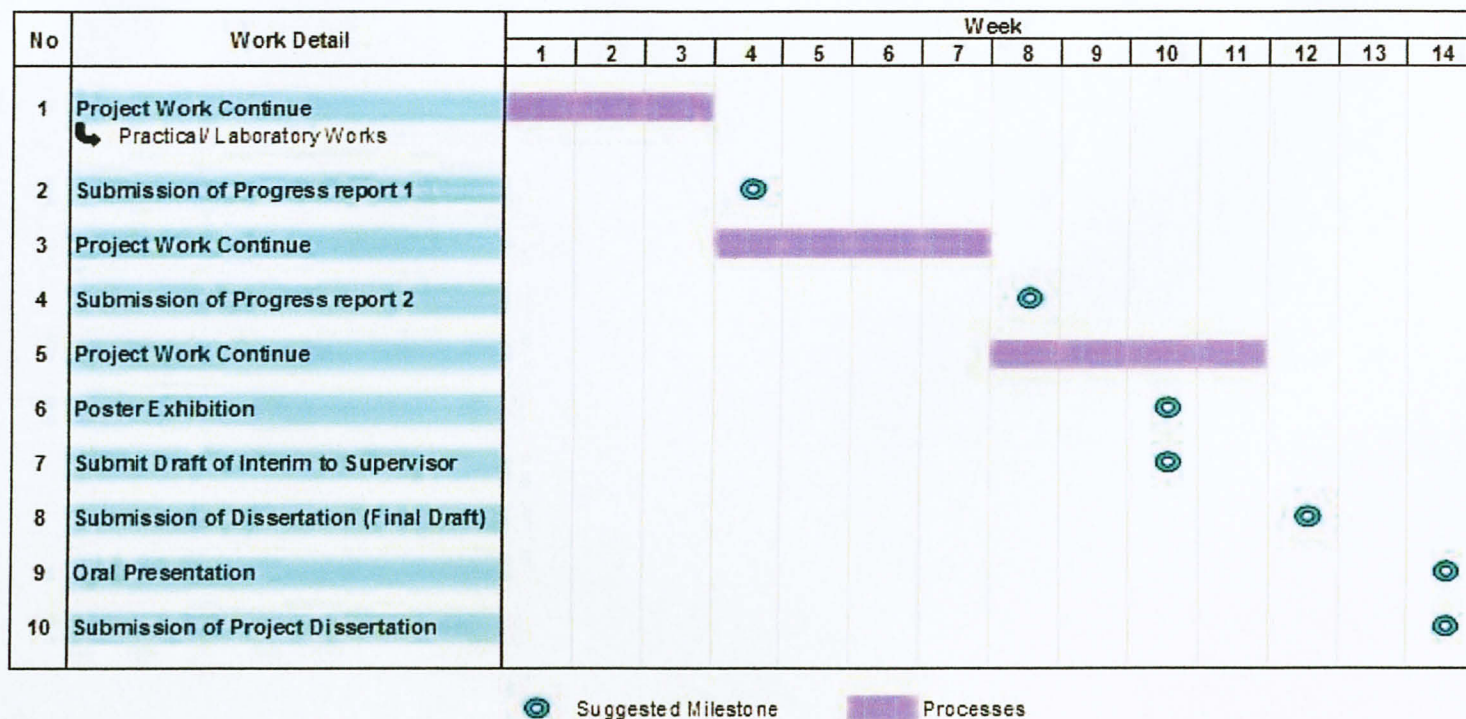 No Work Detail Week
1 2 3 4 5 6 7 8 9 10 11 12 13 14
1 Project Work Continue
Practical/ Laboratory Works
2 Submission of Progress report 1
3 Project Work Continue
4 Submission of Progress report 2
5 Project Work Continue
6 Poster Exhibition
7 Submit Draft of Interim to Supervisor
8 Submission of Dissertation (Final Draft)
9 Oral Presentation
10 Submission of Project Dissertation
Suggested Milestone Processes